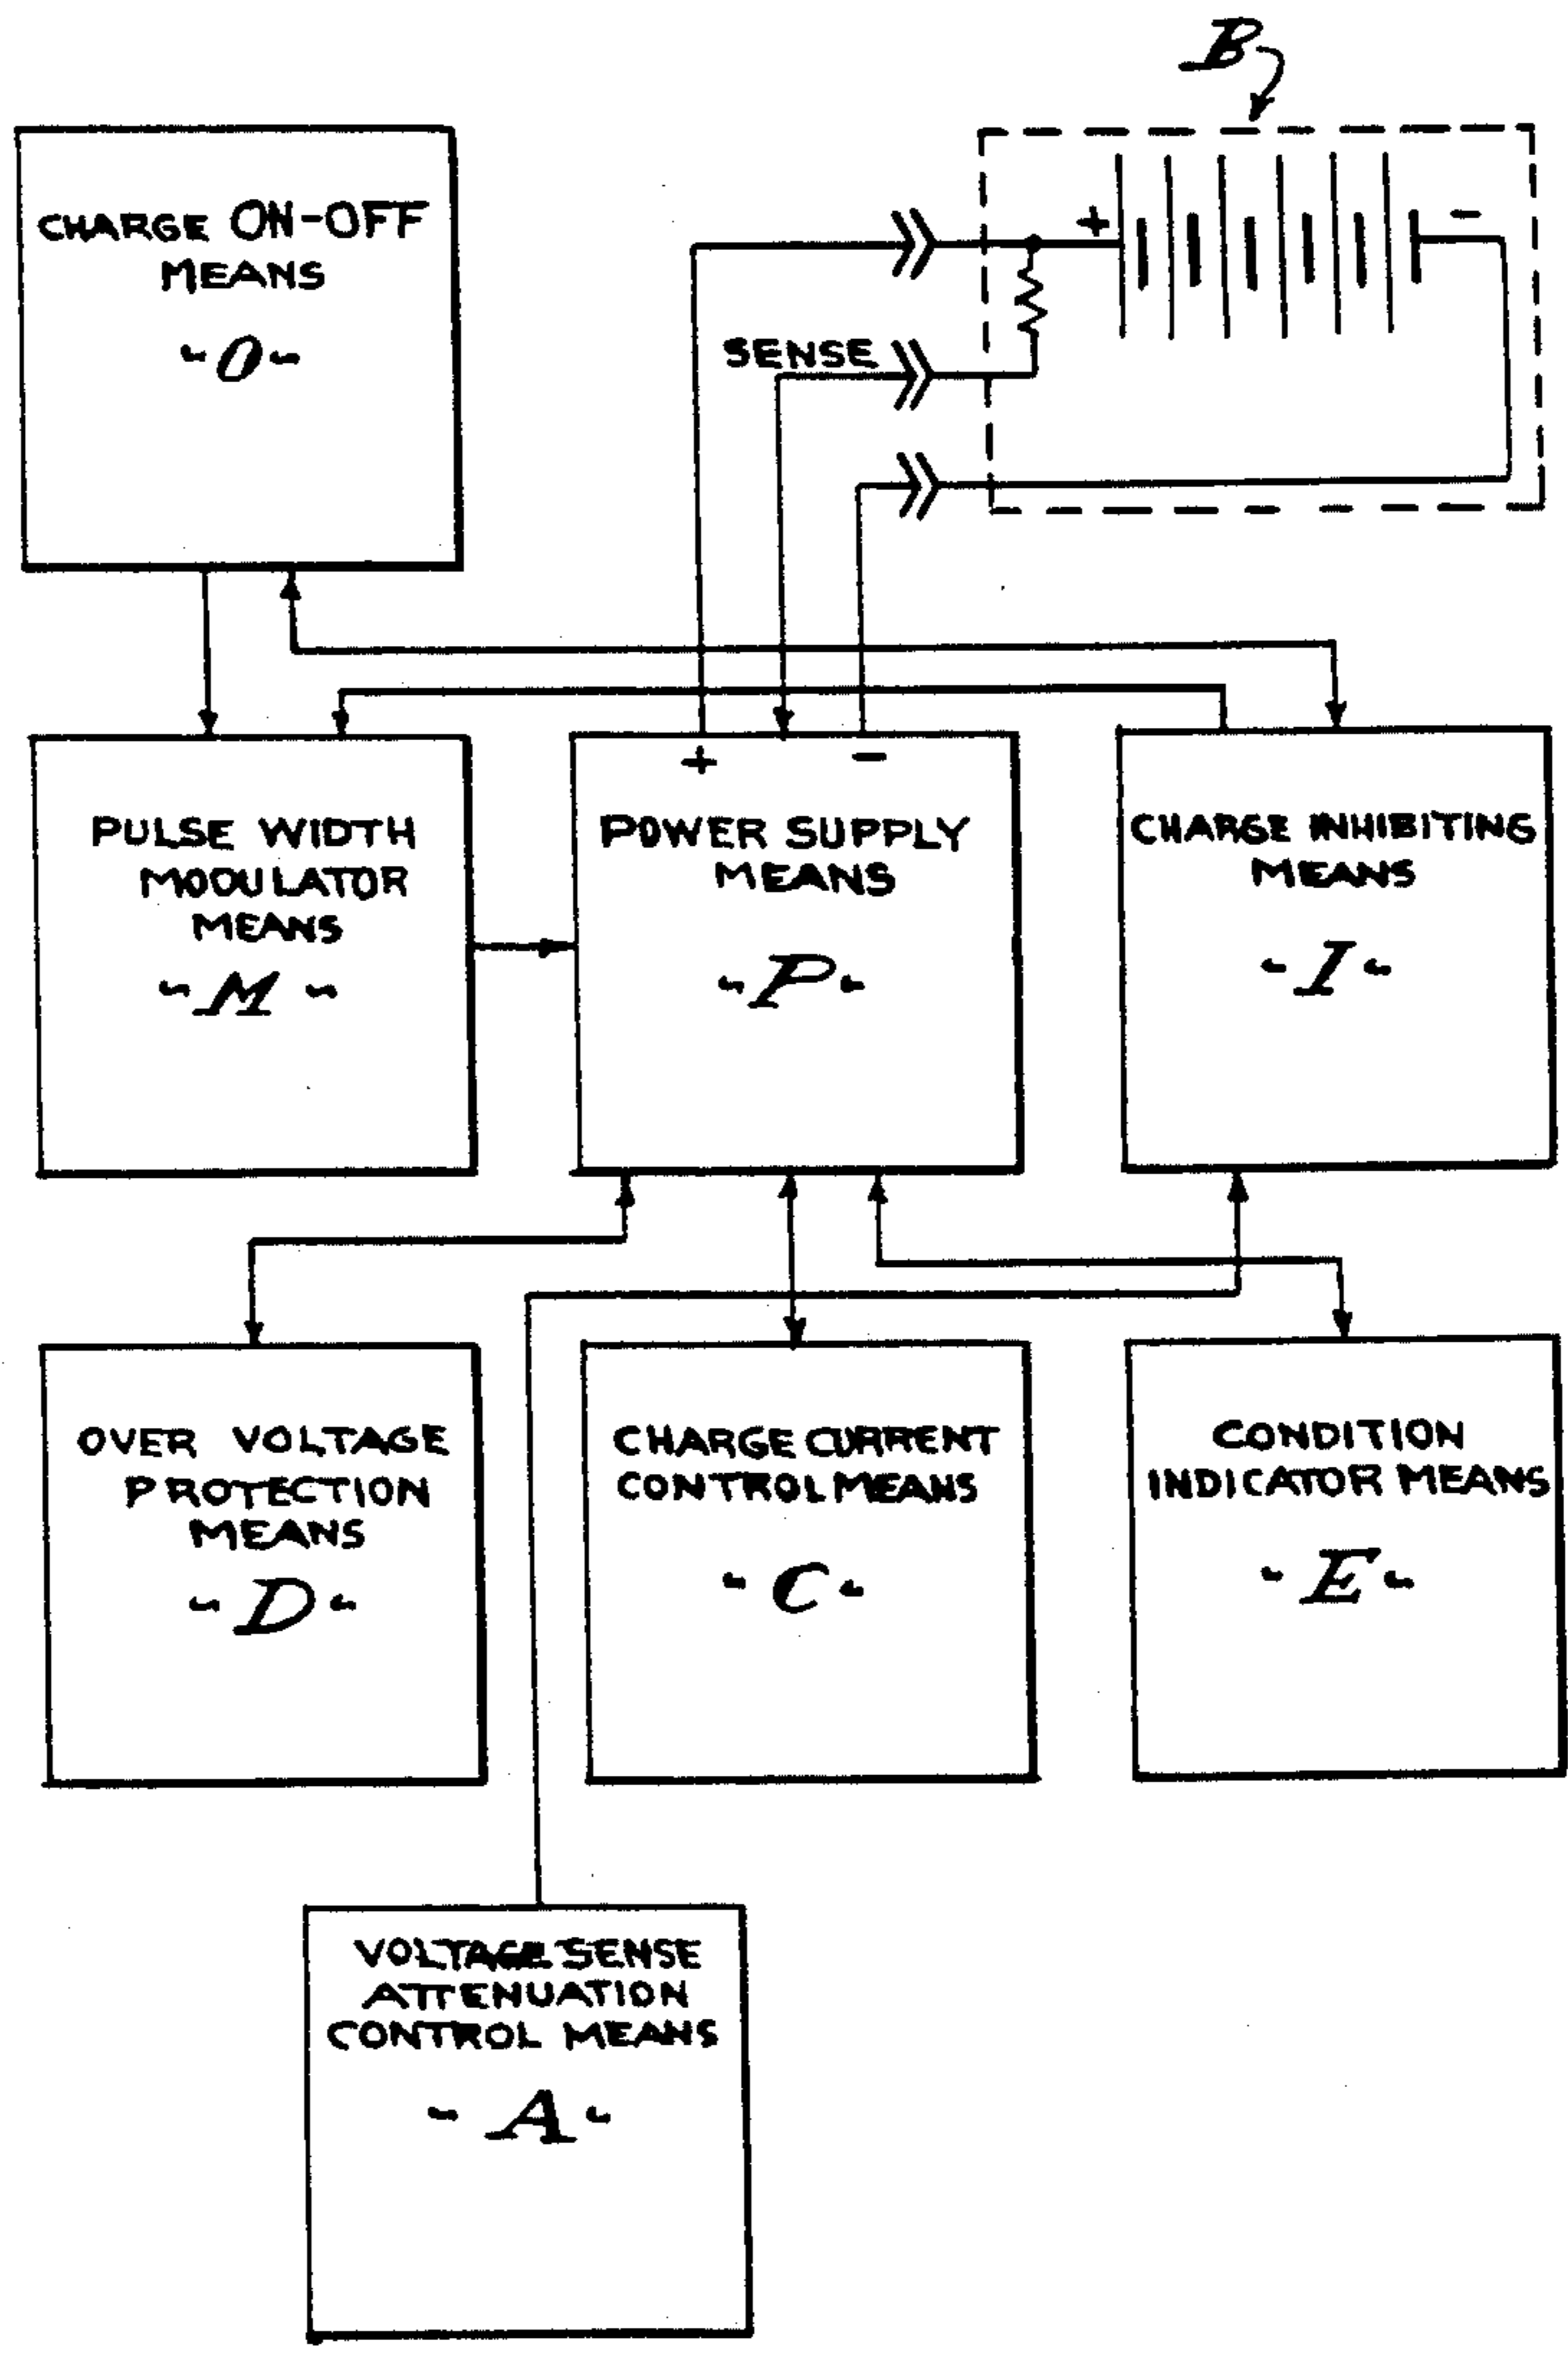 B
CHARGE ON-OFF
MEANS
-O-
+ -
SENSE
+ -
PULSE WIDTH
MODULATOR
MEANS
-M-
POWER SUPPLY
MEANS
-P-
CHARGE INHIBITING
MEANS
-I-
OVER VOLTAGE
PROTECTION
MEANS
-D-
CHARGE CURRENT
CONTROL MEANS
-C-
CONDITION
INDICATOR MEANS
-E-
VOLTAGE SENSE
ATTENUATION
CONTROL MEANS
-A-